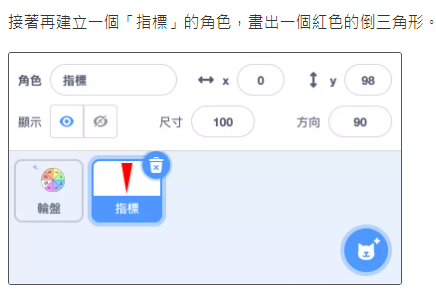 接著再建立一個「指標」的角色，畫出一個紅色的倒三角形。
角色 指標 x 0 y 98
顯示 尺寸 100 方向 90
輪盤 指標